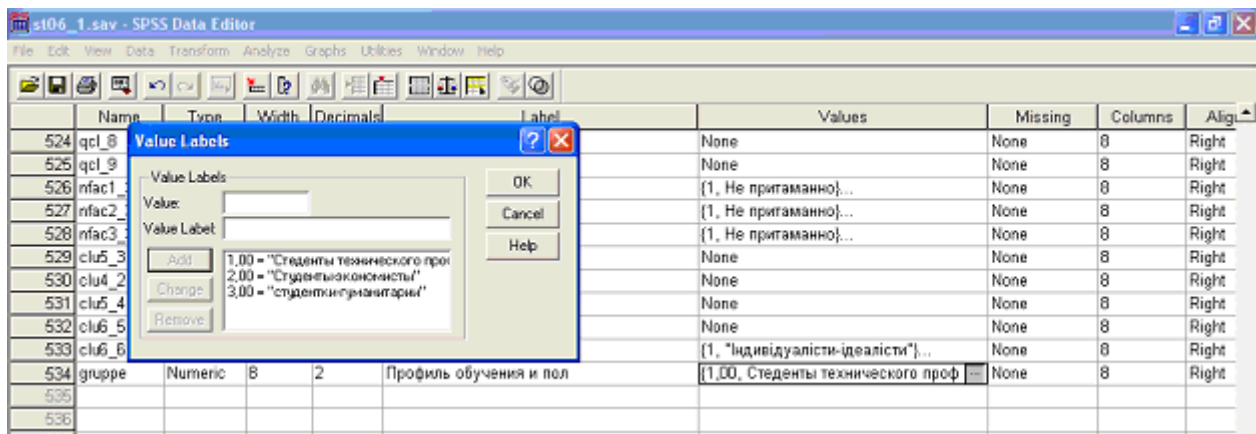 st06_1.sav - SPSS Data Editor
File Edit View Data Transform Analyze Graphs Utilities Window Help
Name Type Width Decimals Label Values Missing Columns
524 qcl_8 None None 8 Right
525 qcl_9 None None 8 Right
526 nfac1_ {1, Не притаманно}... None 8 Right
527 nfac2_ {1, Не притаманно}... None 8 Right
528 nfac3_ {1, Не притаманно}... None 8 Right
529 clu5_3 None None 8 Right
530 clu4_2 None None 8 Right
531 clu5_4 None None 8 Right
532 clu6_5 None None 8 Right
533 clu6_6 {1, "Індивідуалісти-ідеалісти"}... None 8 Right
534 gruppe Numeric 8 2 Профиль обучения и пол {1,00, Стеденты технического проф ... None 8 Right
535
536
Value Labels
Value Labels
Value:
Value Label:
Add
Change
Remove
1,00 = "Стеденты технического про
2,00 = "Студенты-экономисты"
3,00 = "студентки-гуманитарии"
OK
Cancel
Help